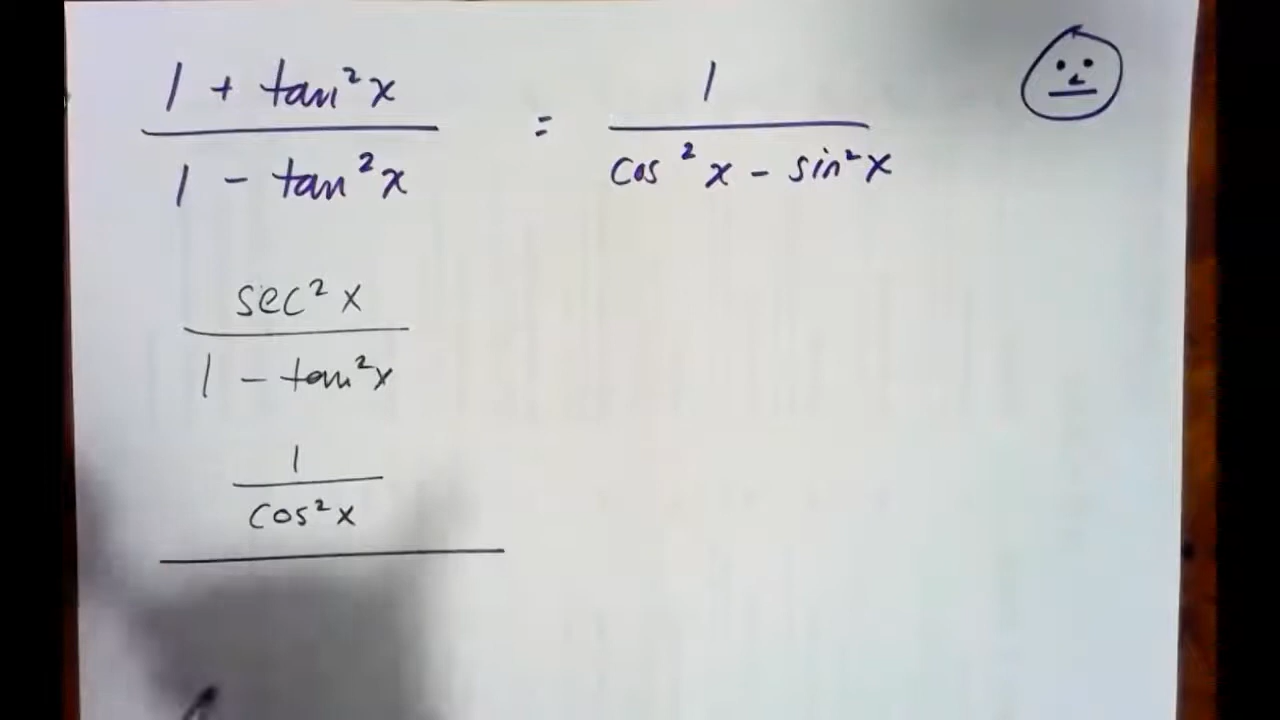 1 + tan²x / 1 - tan²x = 1 / cos²x - sin²x
sec²x / 1 - tan²x
1 / cos²x